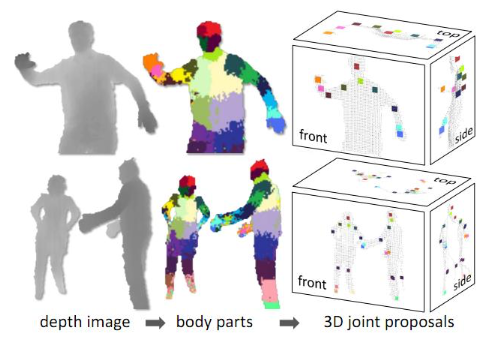 top
front
side
top
front
side
depth image
body parts
3D joint proposals